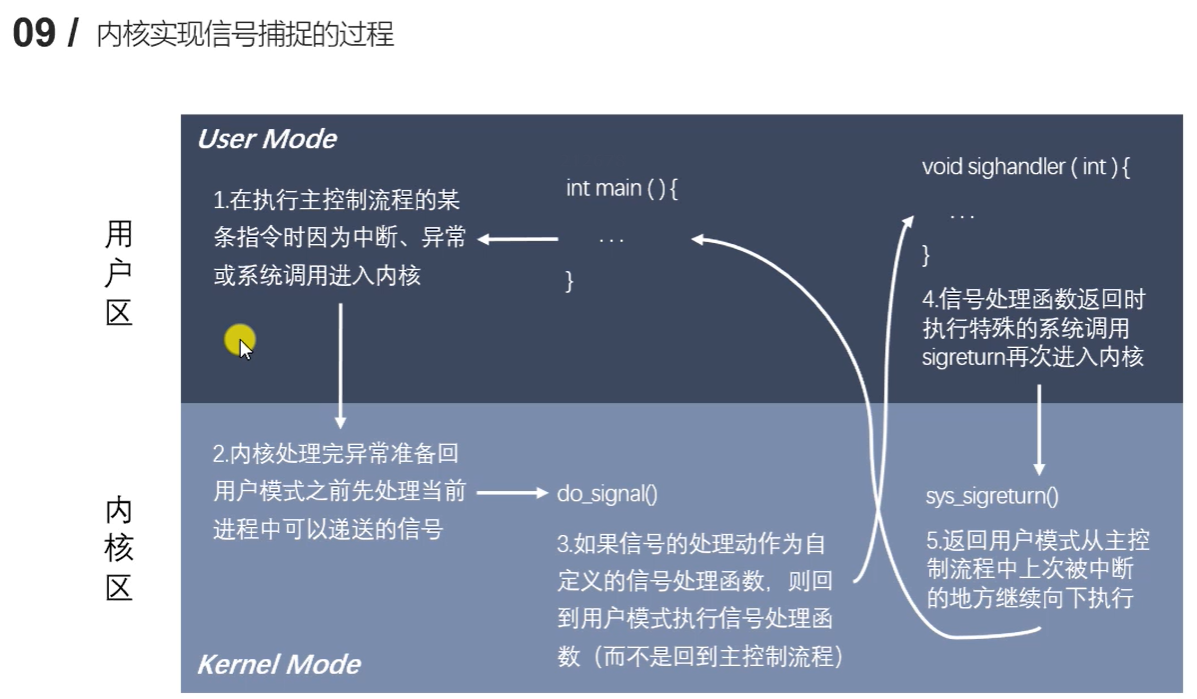 09 / 内核实现信号捕捉的过程
User Mode
用
户
区
1.在执行主控制流程的某
条指令时因为中断、异常
或系统调用进入内核
int main ( ) {
...
}
void sighandler ( int ) {
...
}
4.信号处理函数返回时
执行特殊的系统调用
sigreturn再次进入内核
内
核
区
2.内核处理完异常准备回
用户模式之前先处理当前
进程中可以递送的信号
do_signal()
3.如果信号的处理动作为自
定义的信号处理函数，则回
到用户模式执行信号处理函
数（而不是回到主控制流程）
sys_sigreturn()
5.返回用户模式从主控
制流程中上次被中断
的地方继续向下执行
Kernel Mode